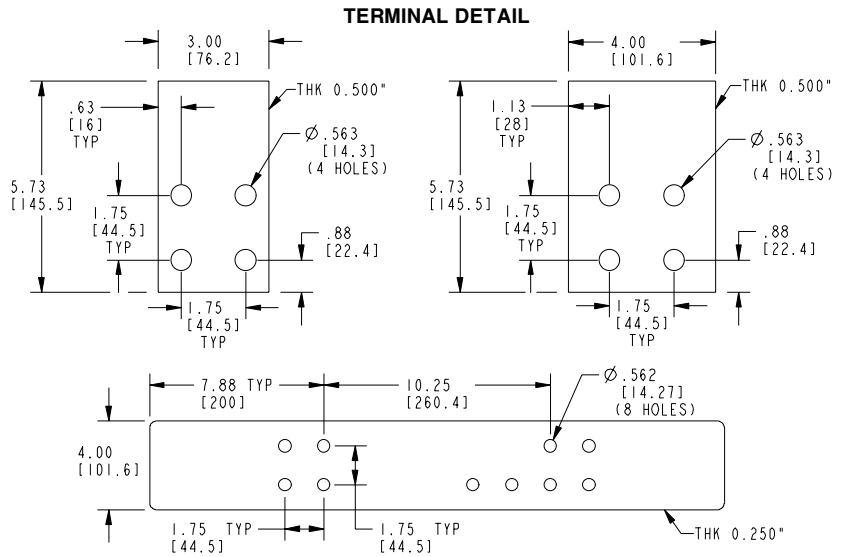 TERMINAL DETAIL
3.00
[76.2]
THK 0.500"
.63
[16]
TYP
Ø.563
[14.3]
(4 HOLES)
5.73
[145.5]
1.75
[44.5]
TYP
.88
[22.4]
1.75
[44.5]
TYP
4.00
[101.6]
THK 0.500"
1.13
[28]
TYP
Ø.563
[14.3]
(4 HOLES)
5.73
[145.5]
1.75
[44.5]
TYP
.88
[22.4]
1.75
[44.5]
TYP
7.88 TYP
[200]
10.25
[260.4]
Ø.562
[14.27]
(8 HOLES)
4.00
[101.6]
1.75 TYP
[44.5]
1.75 TYP
[44.5]
THK 0.250"